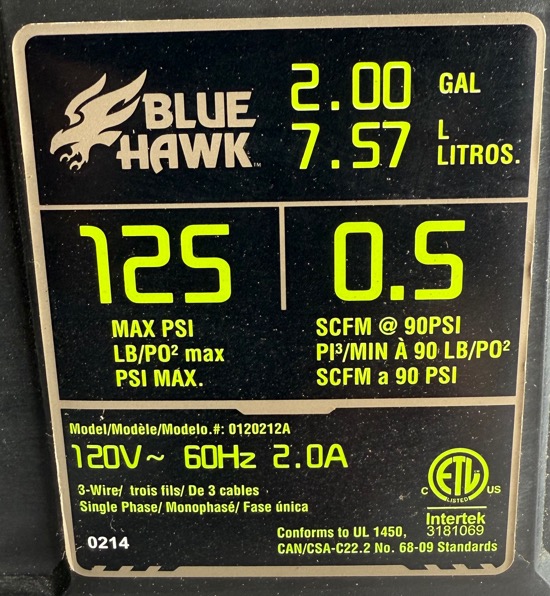 BLUE HAWK™
2.00 GAL
7.57 L LITROS.
125
MAX PSI
LB/PO² max
PSI MAX.
0.5
SCFM @ 90PSI
PI³/MIN À 90 LB/PO²
SCFM a 90 PSI
Model/Modèle/Modelo.#: 0120212A
120V~ 60Hz 2.0A
3-Wire/ trois fils/ De 3 cables
Single Phase/ Monophasé/ Fase única
0214
C ETL US
LISTED
Intertek
3181069
Conforms to UL 1450,
CAN/CSA-C22.2 No. 68-09 Standards